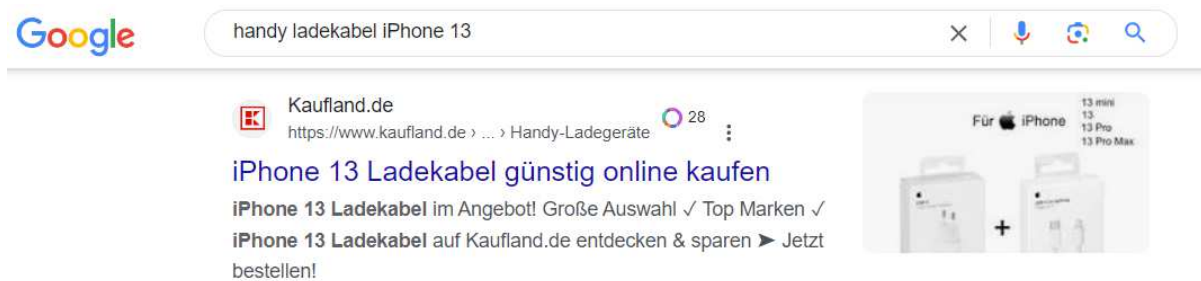 Google
handy ladekabel iPhone 13
Kaufland.de
https://www.kaufland.de › ... › Handy-Ladegeräte
28
iPhone 13 Ladekabel günstig online kaufen
iPhone 13 Ladekabel im Angebot! Große Auswahl ✓ Top Marken ✓
iPhone 13 Ladekabel auf Kaufland.de entdecken & sparen ➤ Jetzt
bestellen!
Für iPhone
13 mini
13
13 Pro
13 Pro Max
+